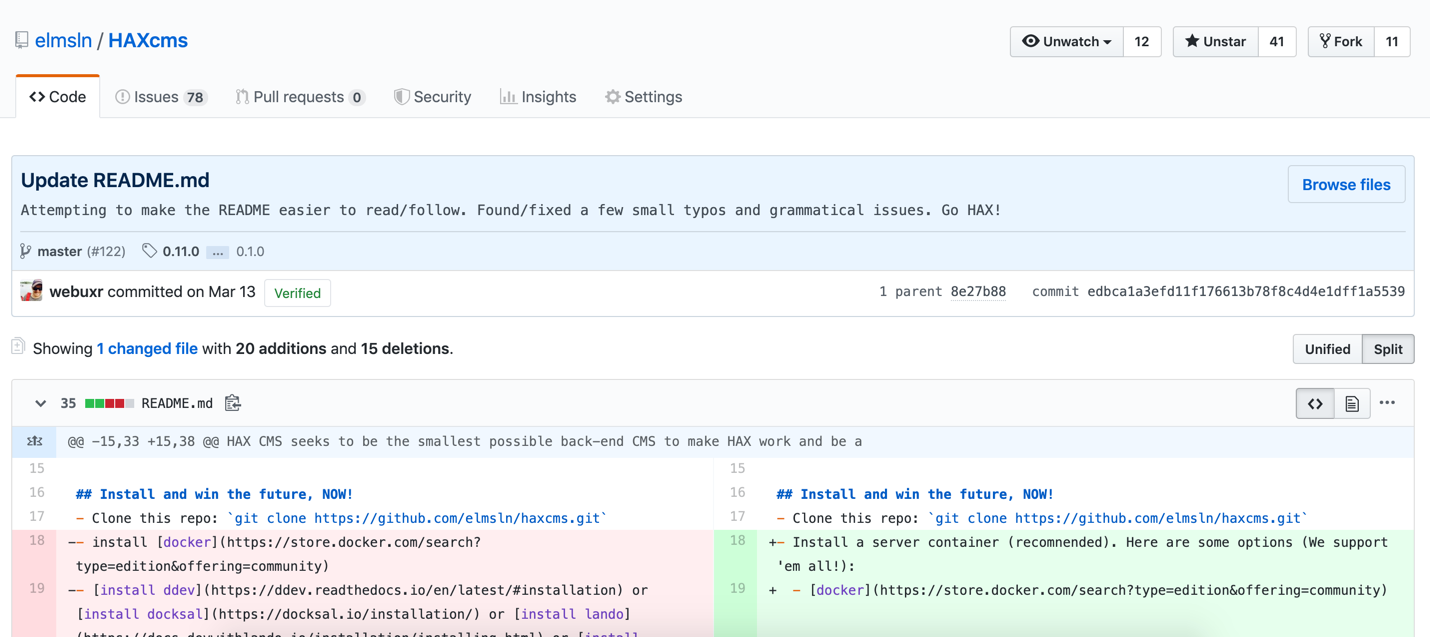 elmsln / HAXcms
Unwatch 12 Unstar 41 Fork 11
Code Issues 78 Pull requests 0 Security Insights Settings
Update README.md
Browse files
Attempting to make the README easier to read/follow. Found/fixed a few small typos and grammatical issues. Go HAX!
master (#122) 0.11.0 ... 0.1.0
webuxr committed on Mar 13 Verified
1 parent 8e27b88 commit edbca1a3efd11f176613b78f8c4d4e1dff1a5539
Showing 1 changed file with 20 additions and 15 deletions.
Unified Split
35 README.md
@@ -15,33 +15,38 @@ HAX CMS seeks to be the smallest possible back-end CMS to make HAX work and be a
15
16 ## Install and win the future, NOW!
17 - Clone this repo: `git clone https://github.com/elmsln/haxcms.git`
18 -- install [docker](https://store.docker.com/search?
type=edition&offering=community)
19 -- [install ddev](https://ddev.readthedocs.io/en/latest/#installation) or
[install docksal](https://docksal.io/installation/) or [install lando]
(https://docs.devwithlando.io/installation/installing.html) or [install
15
16 ## Install and win the future, NOW!
17 - Clone this repo: `git clone https://github.com/elmsln/haxcms.git`
18 +- Install a server container (recomnended). Here are some options (We support
'em all!):
19 + - [docker](https://store.docker.com/search?type=edition&offering=community)